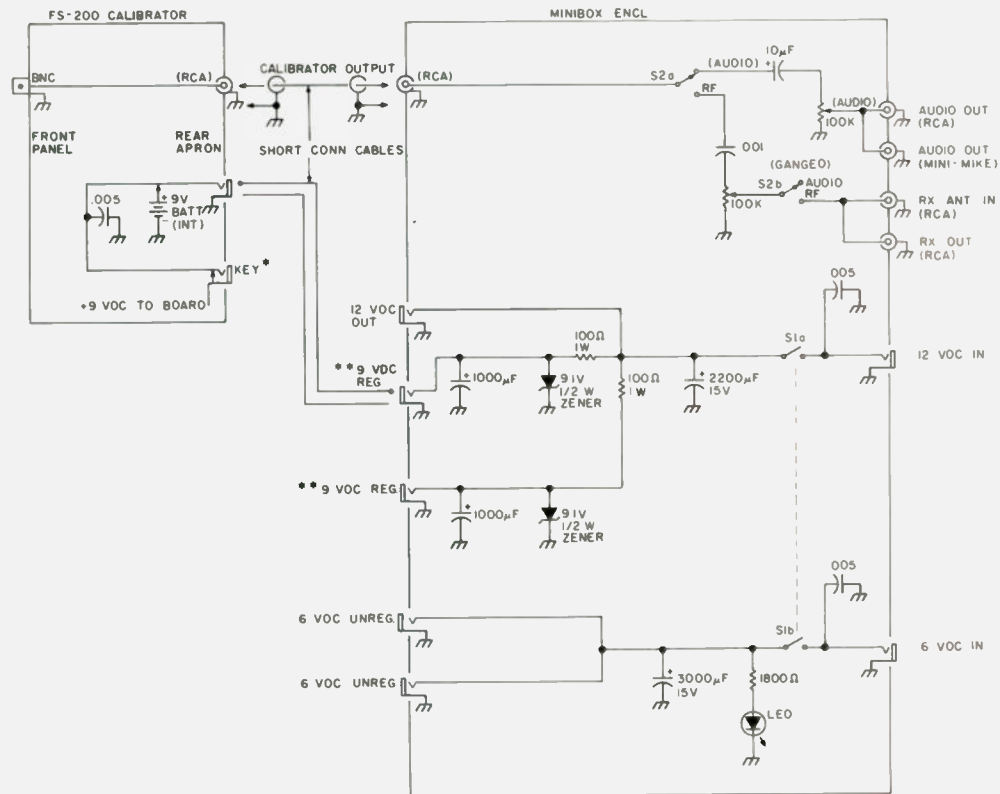 FS-200 CALIBRATOR
MINIBOX ENCL
BNC
(RCA)
CALIBRATOR OUTPUT
(RCA)
FRONT
PANEL
REAR
APRON
SHORT CONN CABLES
.005
+
9V
BATT
(INT)
-
KEY*
+9 VDC TO BOARD
S2a
(AUDIO)
RF
10µF
+
(AUDIO)
100K
.001
(GANGED)
S2b
AUDIO
RF
100K
AUDIO OUT
(RCA)
AUDIO OUT
(MINI-MIKE)
RX ANT IN
(RCA)
RX OUT
(RCA)
12 VDC
OUT
**9 VDC
REG
+
1000µF
9.1V
1/2 W
ZENER
100Ω
1W
100Ω
1W
+
2200µF
15V
S1a
.005
12 VDC IN
**9 VDC REG.
+
1000µF
9.1V
1/2 W
ZENER
6 VDC UNREG.
6 VDC UNREG
+
3000µF
15V
1800Ω
LED
S1b
.005
6 VDC IN